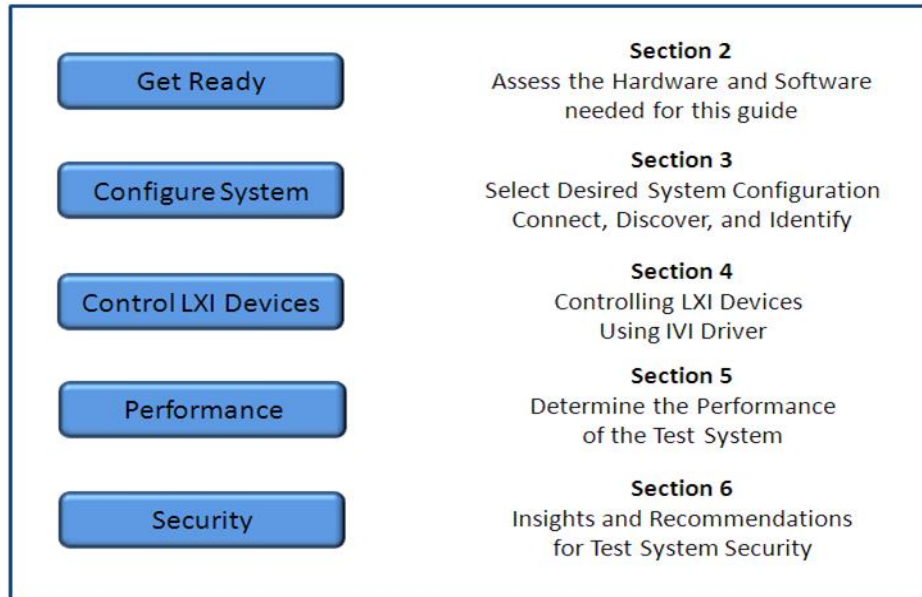 Get Ready
Section 2
Assess the Hardware and Software
needed for this guide
Configure System
Section 3
Select Desired System Configuration
Connect, Discover, and Identify
Control LXI Devices
Section 4
Controlling LXI Devices
Using IVI Driver
Performance
Section 5
Determine the Performance
of the Test System
Security
Section 6
Insights and Recommendations
for Test System Security